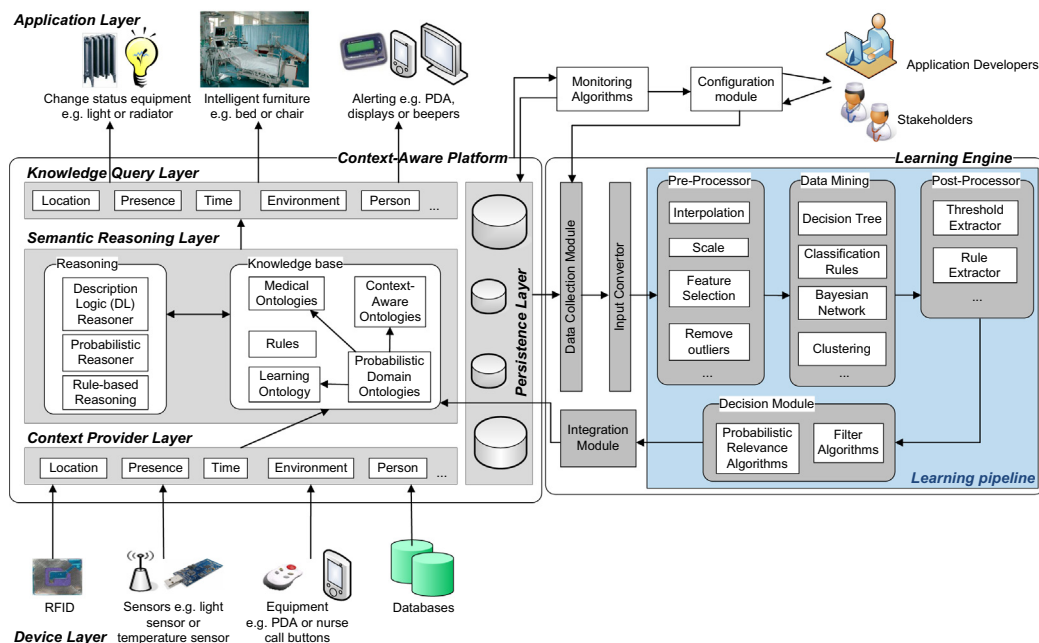 Application Layer
Change status equipment
e.g. light or radiator
Intelligent furniture
e.g. bed or chair
Alerting e.g. PDA,
displays or beepers
Monitoring
Algorithms
Configuration
module
Application Developers
Stakeholders
Context-Aware Platform
Knowledge Query Layer
Location
Presence
Time
Environment
Person
...
Semantic Reasoning Layer
Reasoning
Description
Logic (DL)
Reasoner
Probabilistic
Reasoner
Rule-based
Reasoning
Knowledge base
Medical
Ontologies
Context-
Aware
Ontologies
Rules
Learning
Ontology
Probabilistic
Domain
Ontologies
Context Provider Layer
Location
Presence
Time
Environment
Person
...
Persistence Layer
Learning Engine
Data Collection Module
Input Convertor
Pre-Processor
Interpolation
Scale
Feature
Selection
Remove
outliers
...
Data Mining
Decision Tree
Classification
Rules
Bayesian
Network
Clustering
...
Post-Processor
Threshold
Extractor
Rule
Extractor
...
Integration
Module
Decision Module
Probabilistic
Relevance
Algorithms
Filter
Algorithms
Learning pipeline
RFID
Sensors e.g. light
sensor or
temperature sensor
Equipment
e.g. PDA or nurse
call buttons
Databases
Device Layer